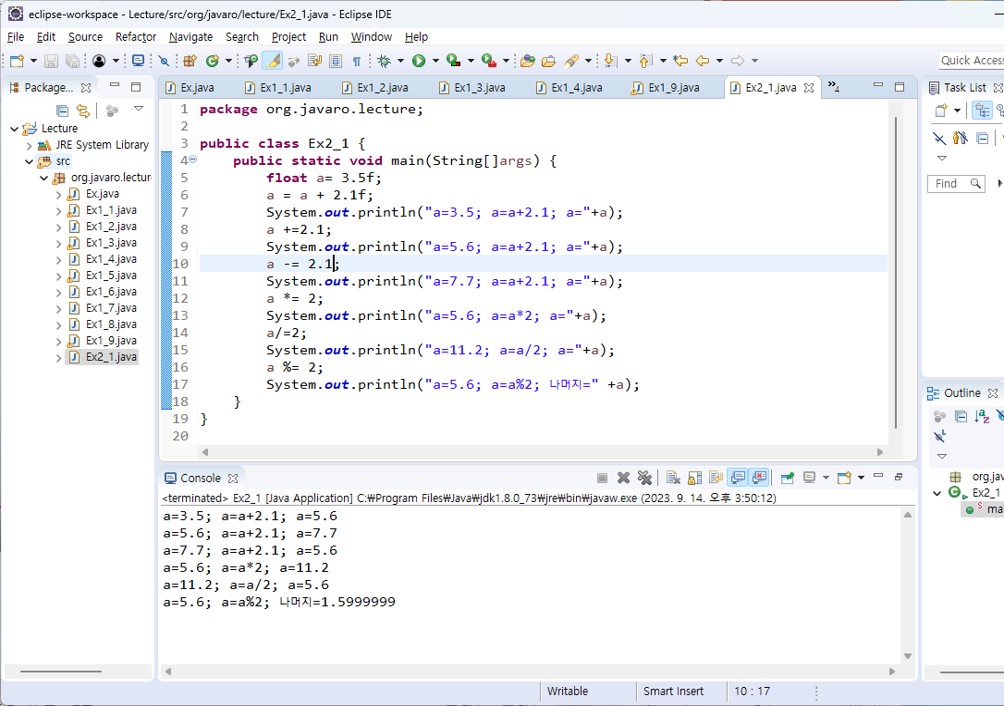 eclipse-workspace - Lecture/src/org/javaro/lecture/Ex2_1.java - Eclipse IDE
File Edit Source Refactor Navigate Search Project Run Window Help
Quick Acces
Package...
Ex.java Ex1_1.java Ex1_2.java Ex1_3.java Ex1_4.java Ex1_9.java Ex2_1.java »4
Task List
Lecture
JRE System Library
src
org.javaro.lectur
Ex.java
Ex1_1.java
Ex1_2.java
Ex1_3.java
Ex1_4.java
Ex1_5.java
Ex1_6.java
Ex1_7.java
Ex1_8.java
Ex1_9.java
Ex2_1.java
1 package org.javaro.lecture;
2
3 public class Ex2_1 {
4 public static void main(String[]args) {
5 float a= 3.5f;
6 a = a + 2.1f;
7 System.out.println("a=3.5; a=a+2.1; a="+a);
8 a +=2.1;
9 System.out.println("a=5.6; a=a+2.1; a="+a);
10 a -= 2.1;
11 System.out.println("a=7.7; a=a+2.1; a="+a);
12 a *= 2;
13 System.out.println("a=5.6; a=a*2; a="+a);
14 a/=2;
15 System.out.println("a=11.2; a=a/2; a="+a);
16 a %= 2;
17 System.out.println("a=5.6; a=a%2; 나머지=" +a);
18 }
19 }
20
Find
Outline
org.jav
Ex2_1
ma
Console
<terminated> Ex2_1 [Java Application] C:₩Program Files₩Java₩jdk1.8.0_73₩jre₩bin₩javaw.exe (2023. 9. 14. 오후 3:50:12)
a=3.5; a=a+2.1; a=5.6
a=5.6; a=a+2.1; a=7.7
a=7.7; a=a+2.1; a=5.6
a=5.6; a=a*2; a=11.2
a=11.2; a=a/2; a=5.6
a=5.6; a=a%2; 나머지=1.5999999
Writable Smart Insert 10 : 17